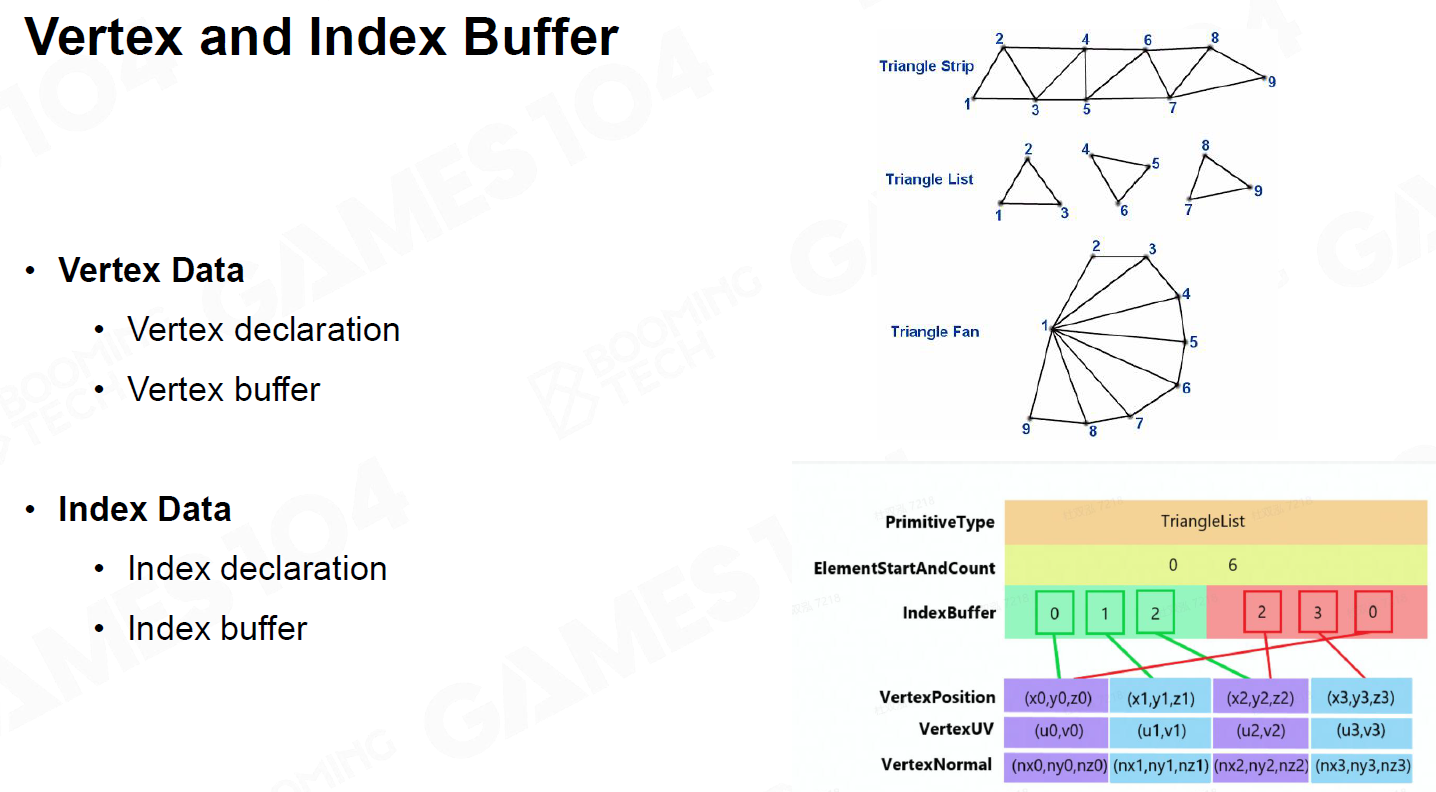 Vertex and Index Buffer
• Vertex Data
• Vertex declaration
• Vertex buffer
• Index Data
• Index declaration
• Index buffer
Triangle Strip
1 2 3 4 5 6 7 8 9
Triangle List
1 2 3 4 5 6 7 8 9
Triangle Fan
1 2 3 4 5 6 7 8 9
PrimitiveType TriangleList
ElementStartAndCount 0 6
IndexBuffer 0 1 2 2 3 0
VertexPosition (x0,y0,z0) (x1,y1,z1) (x2,y2,z2) (x3,y3,z3)
VertexUV (u0,v0) (u1,v1) (u2,v2) (u3,v3)
VertexNormal (nx0,ny0,nz0) (nx1,ny1,nz1) (nx2,ny2,nz2) (nx3,ny3,nz3)
GAMES104
BOOMING
TECH